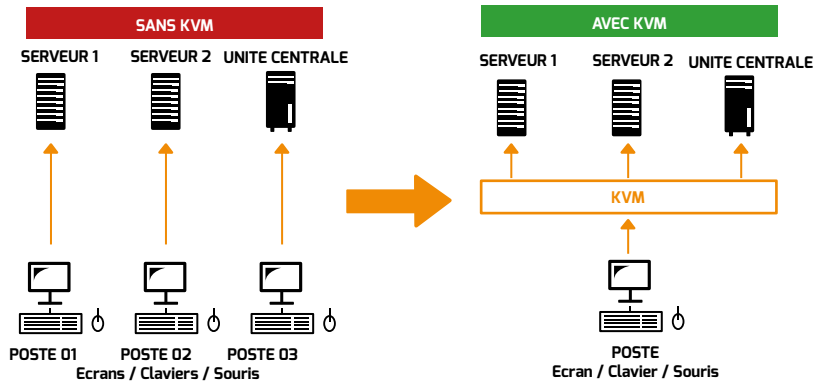 SANS KVM
SERVEUR 1
SERVEUR 2
UNITE CENTRALE
POSTE 01
POSTE 02
POSTE 03
Ecrans / Claviers / Souris
AVEC KVM
SERVEUR 1
SERVEUR 2
UNITE CENTRALE
KVM
POSTE
Ecran / Clavier / Souris